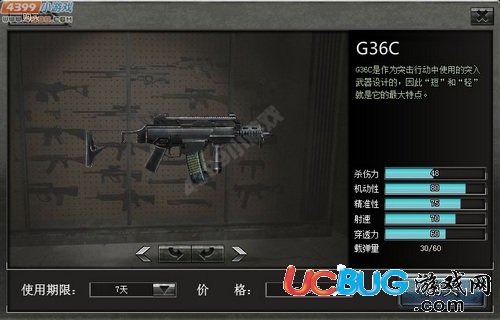 4399小游戏
www.4399.com
G36C
G36C是作为突击行动中使用的突入
武器设计的，因此“短”和“轻”
就是它的最大特点。
杀伤力 48
机动性 80
精准性 75
射速 70
穿透力 60
载弹量 30/60
使用期限： 7天 价 格：
UCBUG游戏网
.com